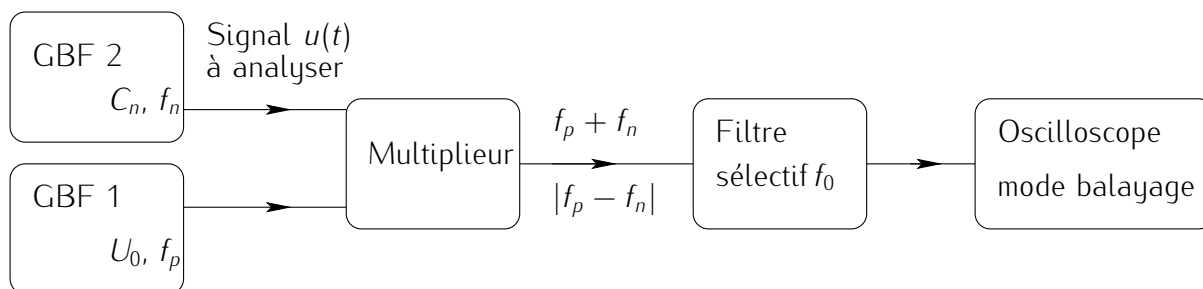 GBF 2
C_n, f_n
Signal u(t)
à analyser
GBF 1
U_0, f_p
Multiplieur
f_p + f_n
|f_p − f_n|
Filtre
sélectif f_0
Oscilloscope
mode balayage